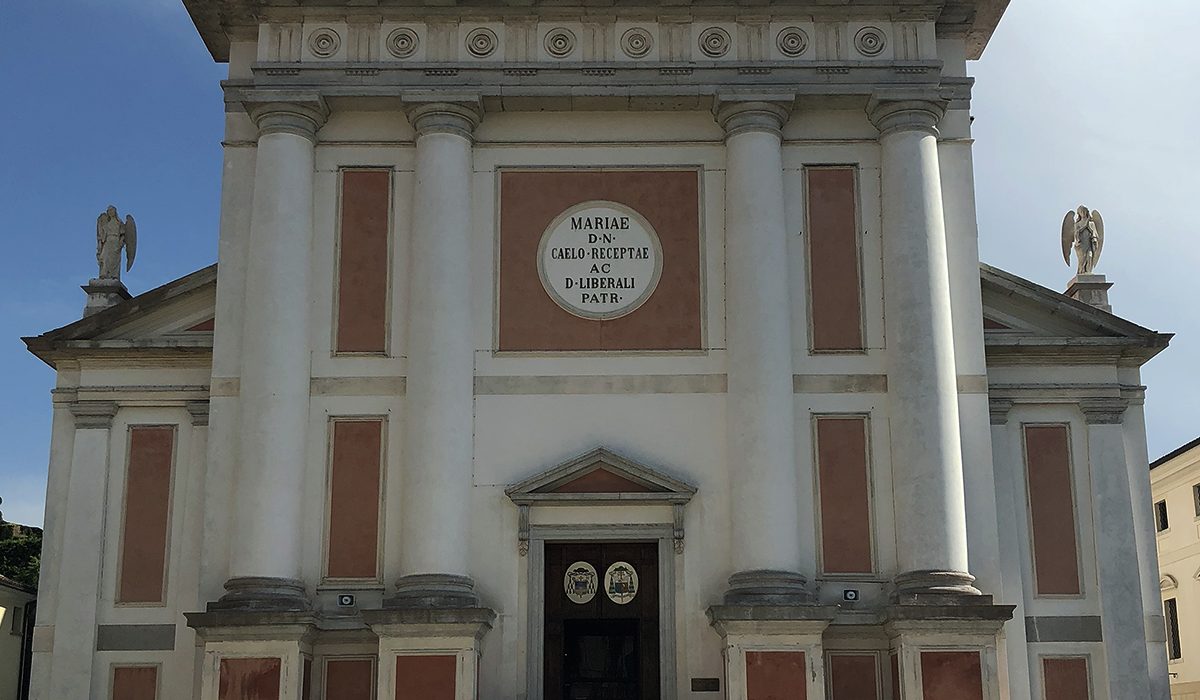 MARIAE
D·N·
CAELO·RECEPTAE
AC
D·LIBERALI
PATR·